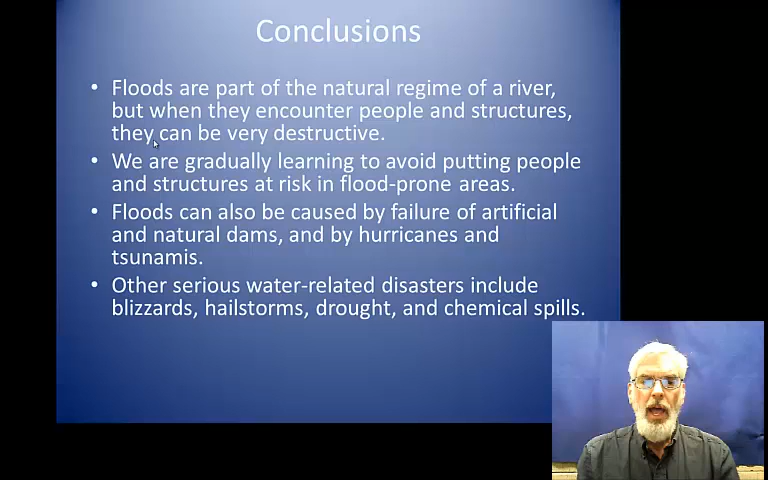 Conclusions
• Floods are part of the natural regime of a river,
but when they encounter people and structures,
they can be very destructive.
• We are gradually learning to avoid putting people
and structures at risk in flood-prone areas.
• Floods can also be caused by failure of artificial
and natural dams, and by hurricanes and
tsunamis.
• Other serious water-related disasters include
blizzards, hailstorms, drought, and chemical spills.